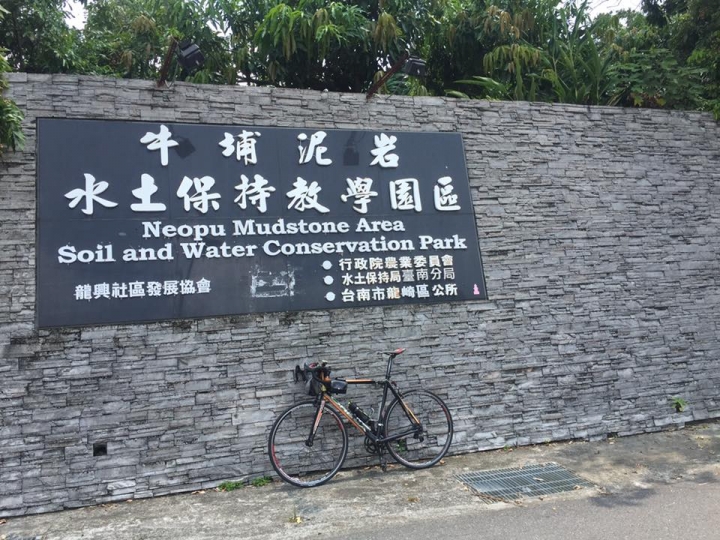 牛埔泥岩
水土保持教學園區
Neopu Mudstone Area
Soil and Water Conservation Park
龍興社區發展協會
行政院農業委員會
水土保持局臺南分局
台南市龍崎區公所